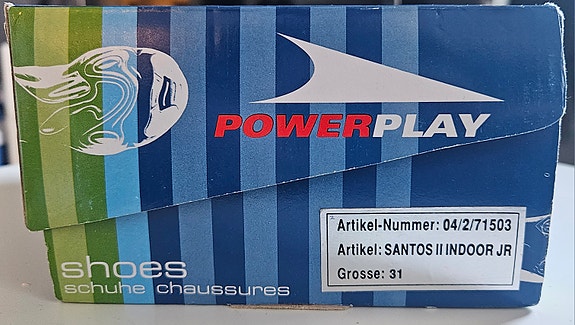 POWERPLAY
shoes
schuhe chaussures
Artikel-Nummer: 04/2/71503
Artikel: SANTOS II INDOOR JR
Grosse: 31